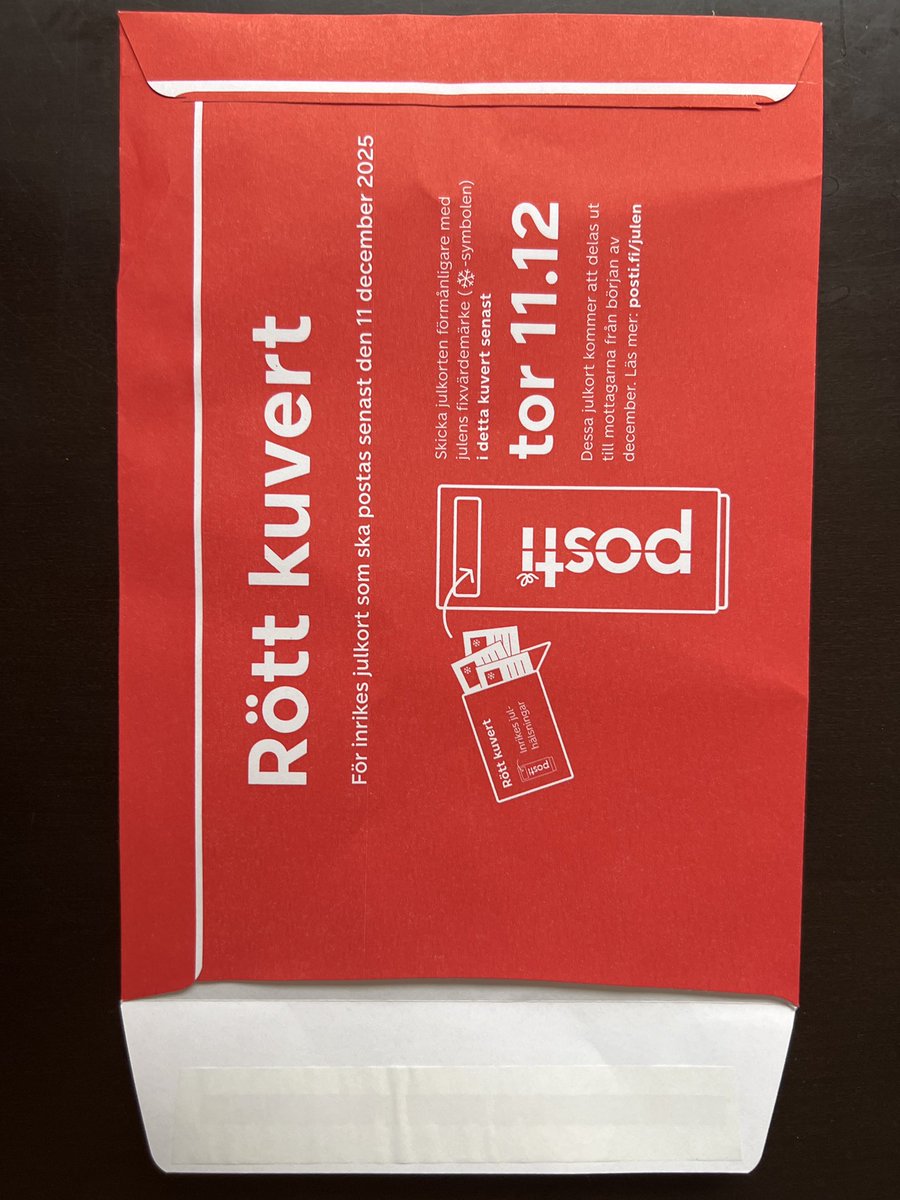 Rött kuvert
För inrikes julkort som ska postas senast den 11 december 2025
Skicka julkorten förmånligare med
julens fixvärdemärke (❄-symbolen)
i detta kuvert senast
tor 11.12
Dessa julkort kommer att delas ut
till mottagarna från början av
december. Läs mer: posti.fi/julen
posti
Rött kuvert
Inrikes jul-
hälsningar
posti